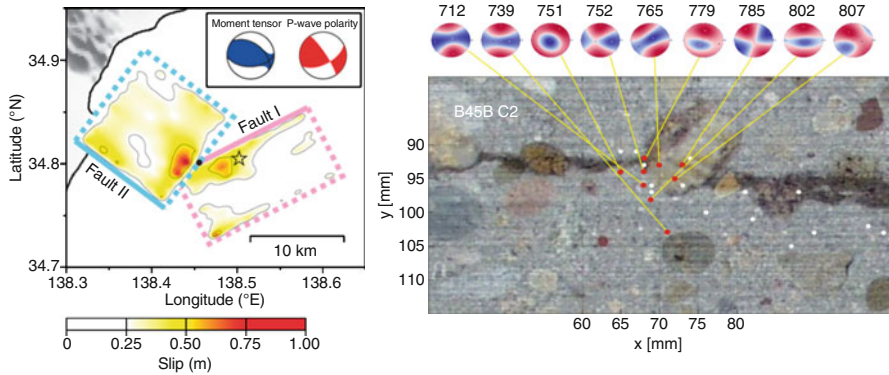 Moment tensor P-wave polarity
34.9
34.8
34.7
Latitude (°N)
Fault I
Fault II
10 km
138.3 138.4 138.5 138.6
Longitude (°E)
0 0.25 0.50 0.75 1.00
Slip (m)
712 739 751 752 765 779 785 802 807
B45B C2
90
95
100
105
110
y [mm]
60 65 70 75 80
x [mm]